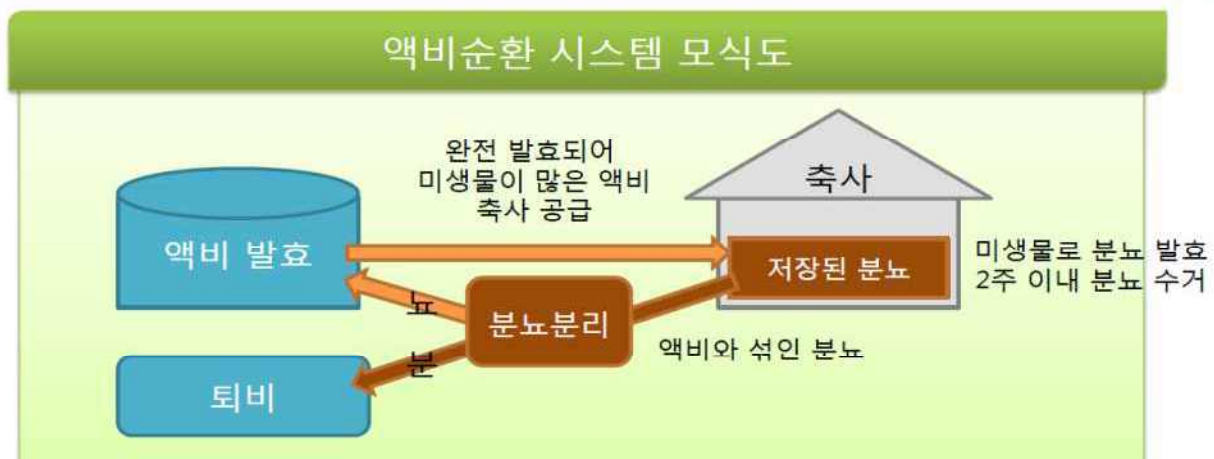 액비순환 시스템 모식도
완전 발효되어
미생물이 많은 액비
축사 공급
축사
액비 발효
저장된 분뇨
미생물로 분뇨 발효
2주 이내 분뇨 수거
뇨
분뇨분리
액비와 섞인 분뇨
분
퇴비